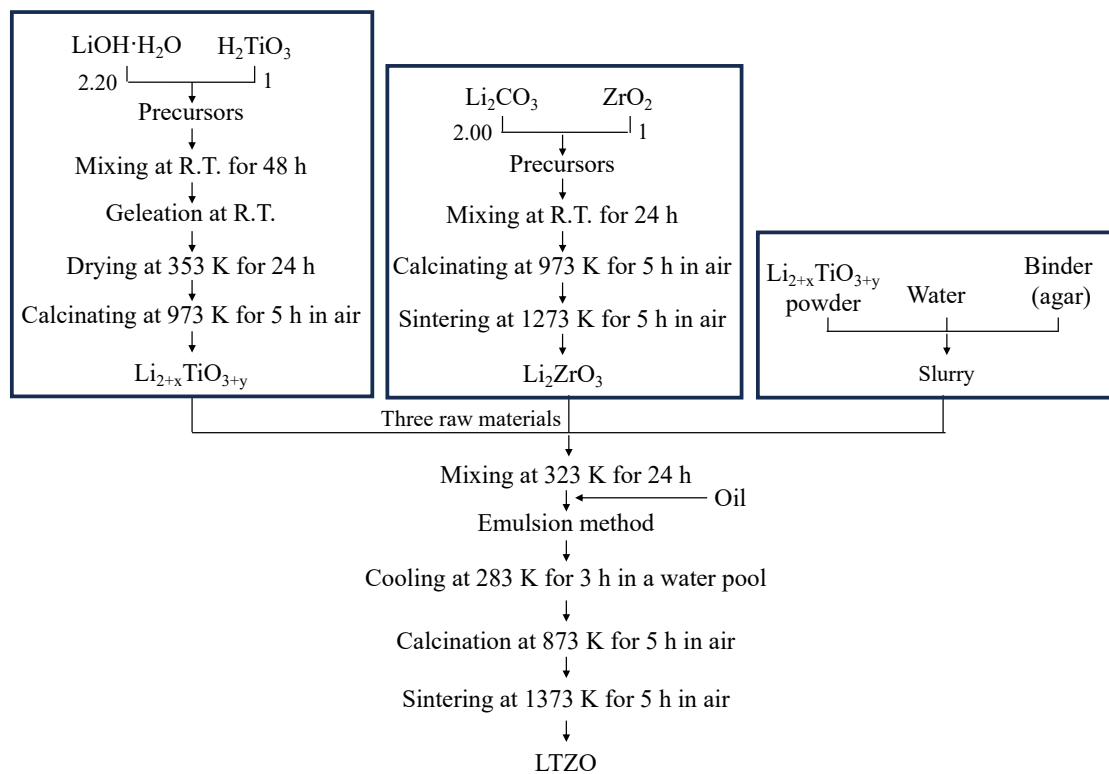 LiOH·H₂O H₂TiO₃
2.20 1
Precursors
Mixing at R.T. for 48 h
Geleation at R.T.
Drying at 353 K for 24 h
Calcinating at 973 K for 5 h in air
Li₂₊ₓTiO₃₊ᵧ
Li₂CO₃ ZrO₂
2.00 1
Precursors
Mixing at R.T. for 24 h
Calcinating at 973 K for 5 h in air
Sintering at 1273 K for 5 h in air
Li₂ZrO₃
Li₂₊ₓTiO₃₊ᵧ
powder
Water
Binder
(agar)
Slurry
Three raw materials
Mixing at 323 K for 24 h
Oil
Emulsion method
Cooling at 283 K for 3 h in a water pool
Calcination at 873 K for 5 h in air
Sintering at 1373 K for 5 h in air
LTZO